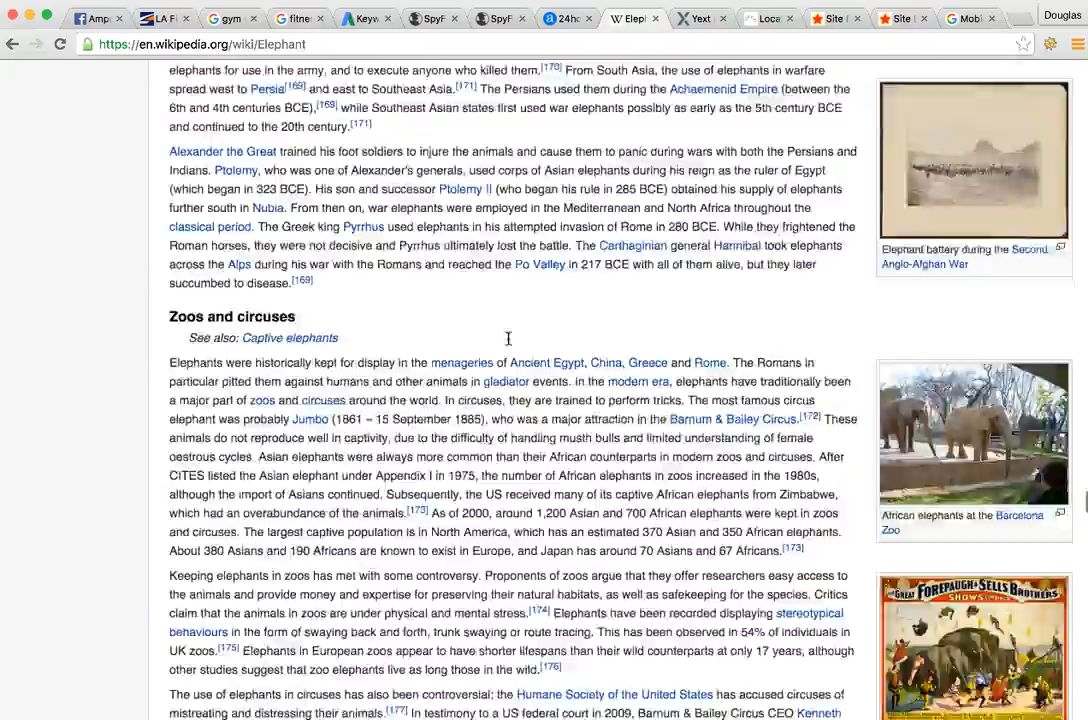 Amp
LA F
gym
fitne
Keyw
SpyF
SpyF
24ho
Elep
Yext
Loca
Site
Site
Mobi
Douglas
https://en.wikipedia.org/wiki/Elephant
elephants for use in the army, and to execute anyone who killed them.[170] From South Asia, the use of elephants in warfare
spread west to Persia[169] and east to Southeast Asia.[171] The Persians used them during the Achaemenid Empire (between the
6th and 4th centuries BCE),[169] while Southeast Asian states first used war elephants possibly as early as the 5th century BCE
and continued to the 20th century.[171]
Alexander the Great trained his foot soldiers to injure the animals and cause them to panic during wars with both the Persians and
Indians. Ptolemy, who was one of Alexander's generals, used corps of Asian elephants during his reign as the ruler of Egypt
(which began in 323 BCE). His son and successor Ptolemy II (who began his rule in 285 BCE) obtained his supply of elephants
further south in Nubia. From then on, war elephants were employed in the Mediterranean and North Africa throughout the
classical period. The Greek king Pyrrhus used elephants in his attempted invasion of Rome in 280 BCE. While they frightened the
Roman horses, they were not decisive and Pyrrhus ultimately lost the battle. The Carthaginian general Hannibal took elephants
across the Alps during his war with the Romans and reached the Po Valley in 217 BCE with all of them alive, but they later
succumbed to disease.[169]
Elephant battery during the Second
Anglo-Afghan War
Zoos and circuses
See also: Captive elephants
Elephants were historically kept for display in the menageries of Ancient Egypt, China, Greece and Rome. The Romans in
particular pitted them against humans and other animals in gladiator events. In the modern era, elephants have traditionally been
a major part of zoos and circuses around the world. In circuses, they are trained to perform tricks. The most famous circus
elephant was probably Jumbo (1861 – 15 September 1885), who was a major attraction in the Barnum & Bailey Circus.[172] These
animals do not reproduce well in captivity, due to the difficulty of handling musth bulls and limited understanding of female
oestrous cycles. Asian elephants were always more common than their African counterparts in modern zoos and circuses. After
CITES listed the Asian elephant under Appendix I in 1975, the number of African elephants in zoos increased in the 1980s,
although the import of Asians continued. Subsequently, the US received many of its captive African elephants from Zimbabwe,
which had an overabundance of the animals.[173] As of 2000, around 1,200 Asian and 700 African elephants were kept in zoos
and circuses. The largest captive population is in North America, which has an estimated 370 Asian and 350 African elephants.
About 380 Asians and 190 Africans are known to exist in Europe, and Japan has around 70 Asians and 67 Africans.[173]
African elephants at the Barcelona
Zoo
Keeping elephants in zoos has met with some controversy. Proponents of zoos argue that they offer researchers easy access to
the animals and provide money and expertise for preserving their natural habitats, as well as safekeeping for the species. Critics
claim that the animals in zoos are under physical and mental stress.[174] Elephants have been recorded displaying stereotypical
behaviours in the form of swaying back and forth, trunk swaying or route tracing. This has been observed in 54% of individuals in
UK zoos.[175] Elephants in European zoos appear to have shorter lifespans than their wild counterparts at only 17 years, although
other studies suggest that zoo elephants live as long those in the wild.[176]
GREAT FOREPAUGH & SELLS BROTHERS
SHOWS
The use of elephants in circuses has also been controversial; the Humane Society of the United States has accused circuses of
mistreating and distressing their animals.[177] In testimony to a US federal court in 2009, Barnum & Bailey Circus CEO Kenneth